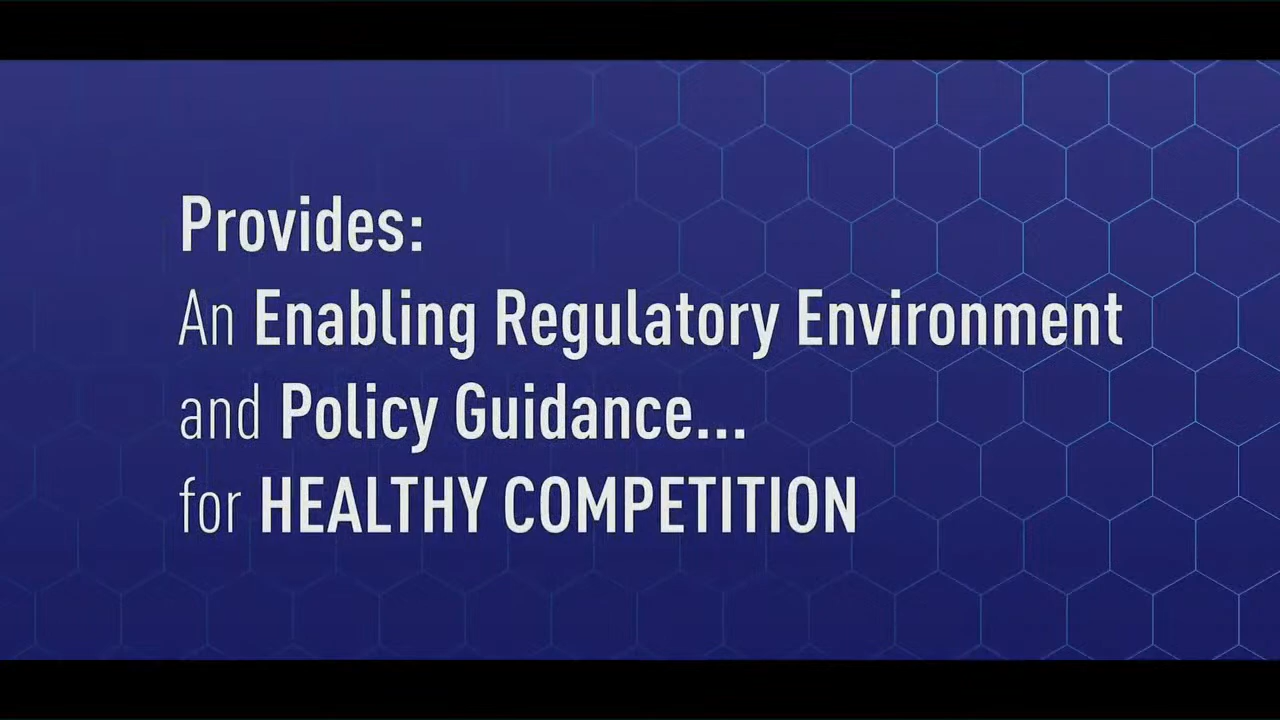 Provides:
An Enabling Regulatory Environment
and Policy Guidance...
for HEALTHY COMPETITION